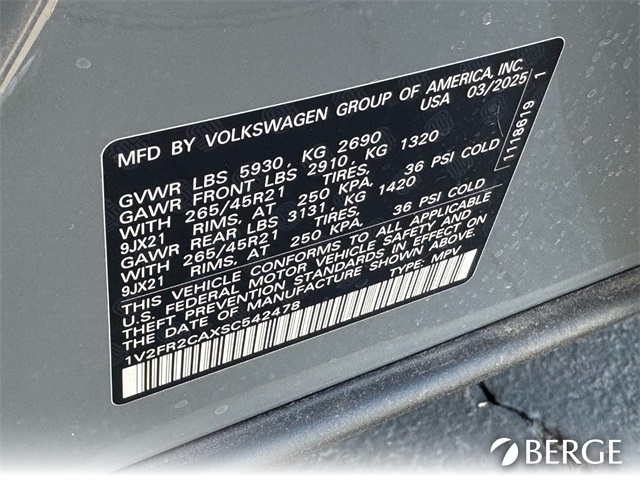 MFD BY VOLKSWAGEN GROUP OF AMERICA, INC.
USA 03/2025
GVWR LBS 5930, KG 2690
GAWR FRONT LBS 2910, KG 1320
WITH 265/45R21 TIRES, 36 PSI COLD
9JX21 RIMS, AT 250 KPA,
GAWR REAR LBS 3131, KG 1420
WITH 265/45R21 TIRES, 36 PSI COLD
9JX21 RIMS. AT 250 KPA,
THIS VEHICLE CONFORMS TO ALL APPLICABLE
U.S. FEDERAL MOTOR VEHICLE SAFETY AND
THEFT PREVENTION STANDARDS IN EFFECT ON
DATE OF MANUFACTURE SHOWN ABOVE.
TYPE: MPV
1V2FR2CAXSC542478
1118619 1
BERGE